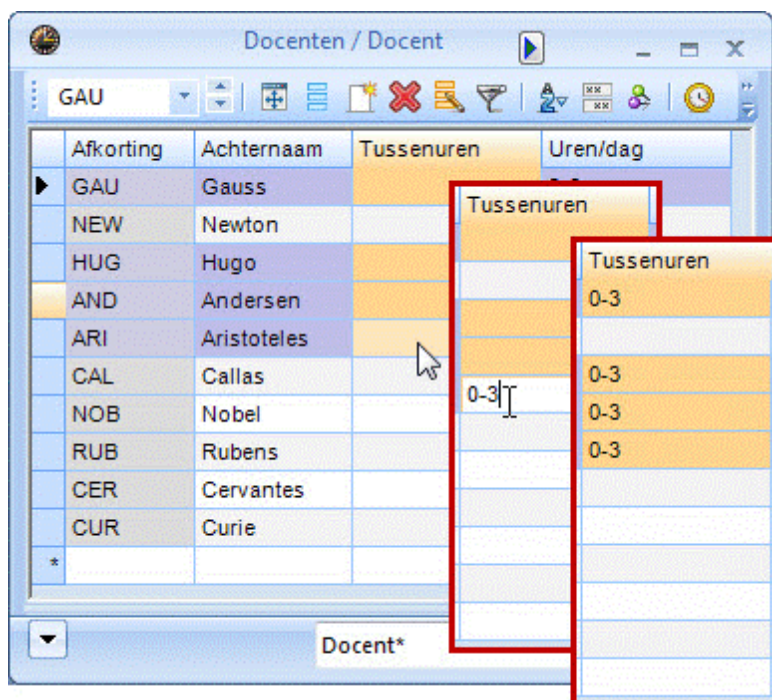 Docenten / Docent
GAU
Afkorting Achternaam Tussenuren Uren/dag
GAU Gauss
NEW Newton
HUG Hugo
AND Andersen
ARI Aristoteles
CAL Callas
NOB Nobel
RUB Rubens
CER Cervantes
CUR Curie
*
Docent*
Tussenuren
0-3
Tussenuren
0-3
0-3
0-3
0-3